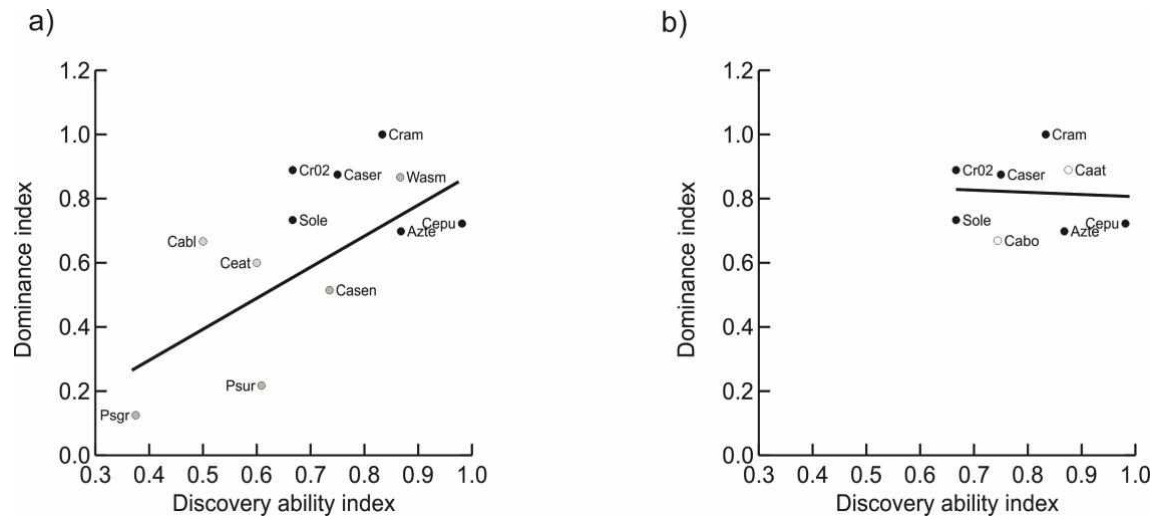 a)
Dominance index
1.2
1.0
0.8
0.6
0.4
0.2
0.0
Cram
Cr02
Caser
Wasm
Sole
Cepu
Azte
Cabl
Ceat
Casen
Psur
Psgr
0.3 0.4 0.5 0.6 0.7 0.8 0.9 1.0
Discovery ability index
b)
Dominance index
1.2
1.0
0.8
0.6
0.4
0.2
0.0
Cram
Cr02
Caser
Caat
Sole
Cepu
Azte
Cabo
0.3 0.4 0.5 0.6 0.7 0.8 0.9 1.0
Discovery ability index